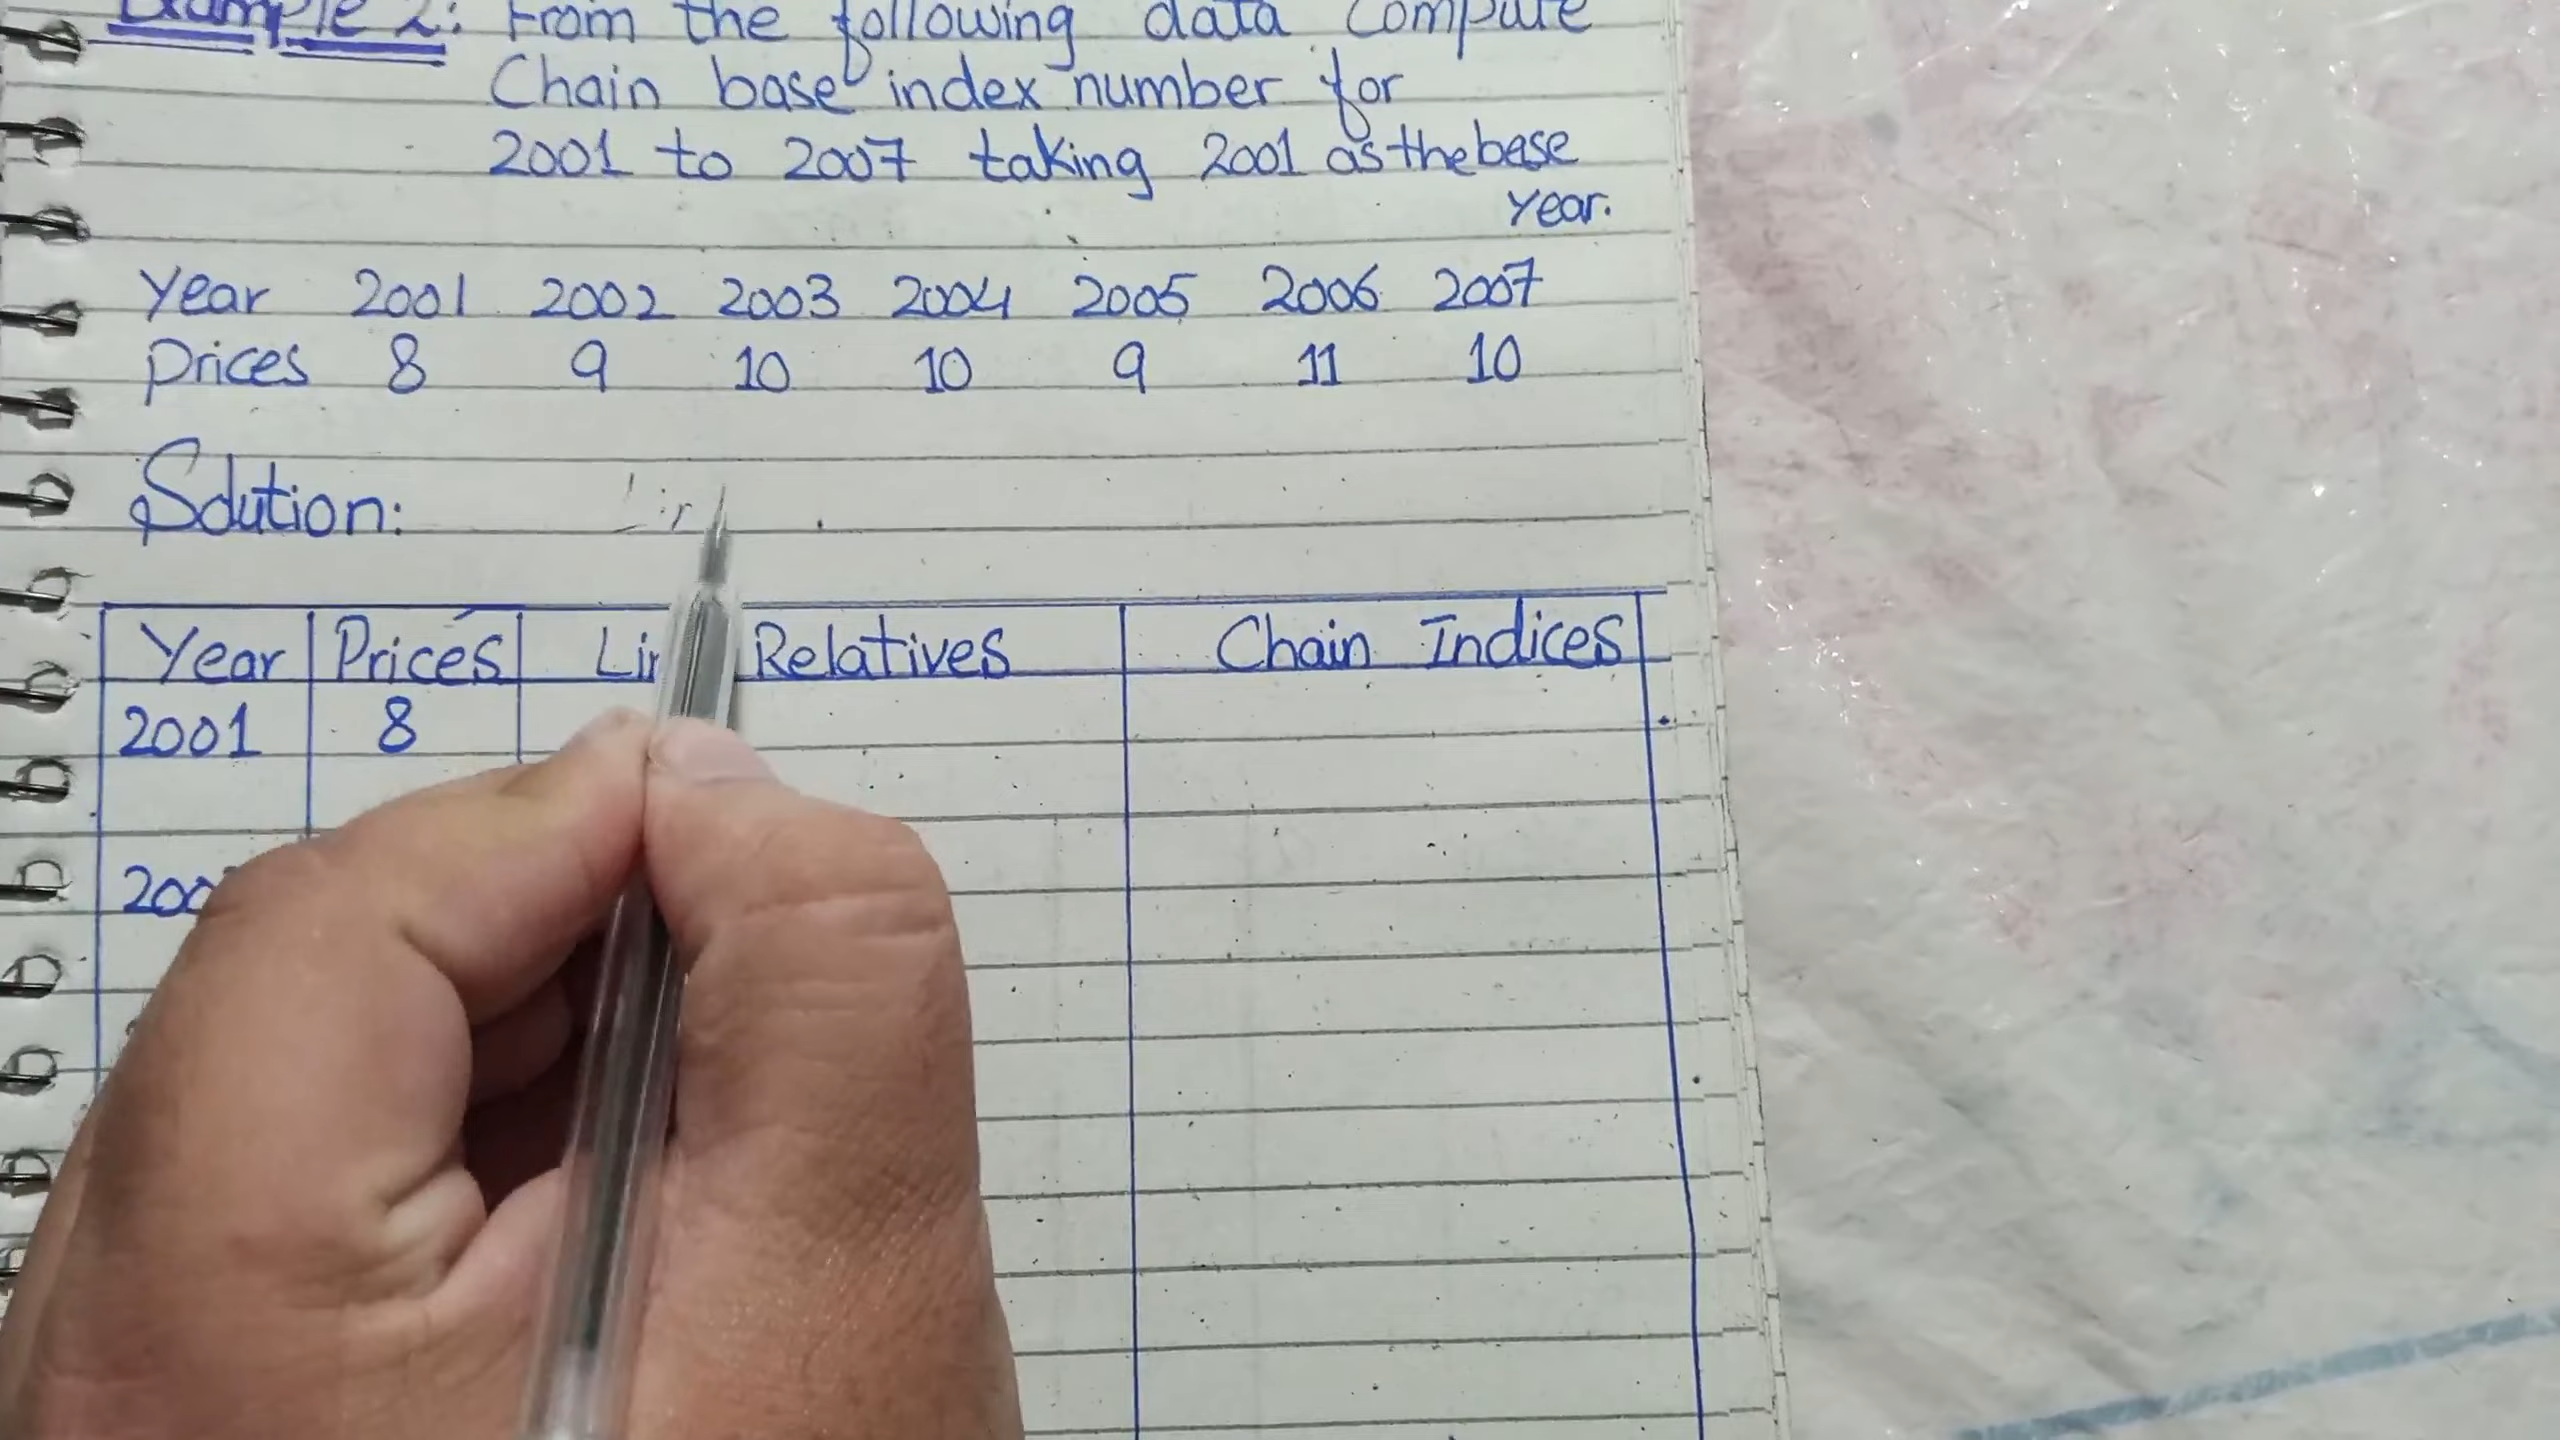 Example 2: From the following data Compute
Chain base index number for
2001 to 2007 taking 2001 as the base
Year.
Year 2001 2002 2003 2004 2005 2006 2007
Prices 8 9 10 10 9 11 10
Solution:
Year Prices Relatives Chain Indices
2001 8